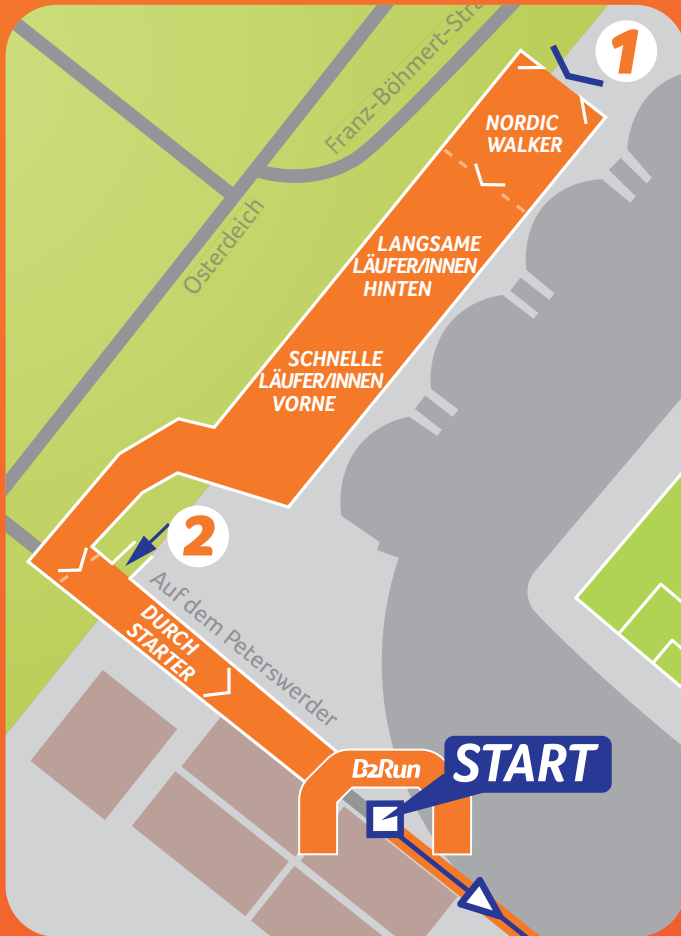 Franz-Böhmert-Stra
1
NORDIC
WALKER
Osterdeich
LANGSAME
LÄUFER/INNEN
HINTEN
SCHNELLE
LÄUFER/INNEN
VORNE
2
Auf dem Peterswerder
DURCH
STARTER
B2Run
START